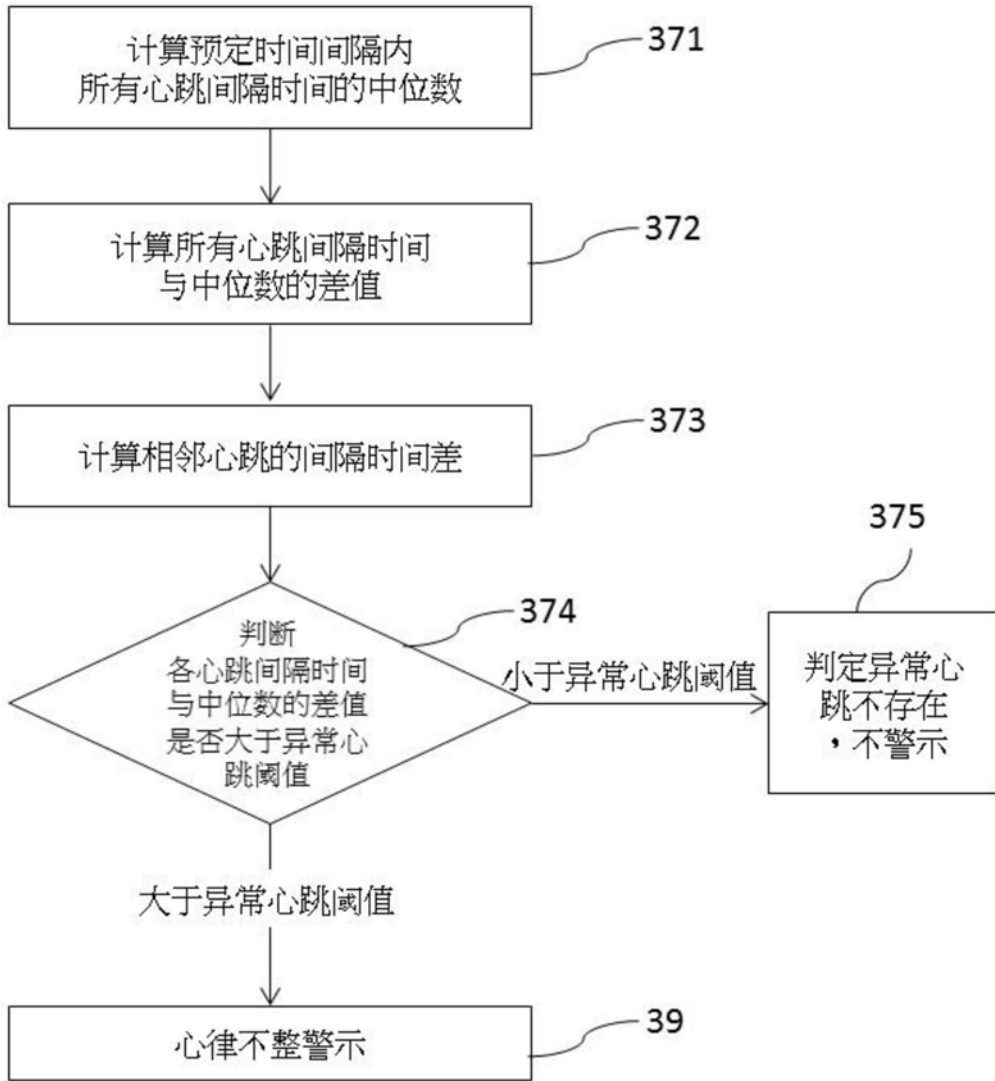 计算预定时间间隔内
所有心跳间隔时间的中位数
371
计算所有心跳间隔时间
与中位数的差值
372
计算相邻心跳的间隔时间差
373
判断
各心跳间隔时间
与中位数的差值
是否大于异常心
跳阈值
374
小于异常心跳阈值
375
判定异常心
跳不存在
，不警示
大于异常心跳阈值
心律不整警示
39